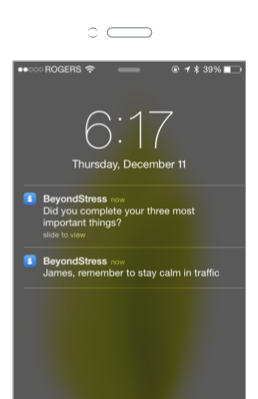 ROGERS 39%
6:17
Thursday, December 11
BeyondStress now
Did you complete your three most
important things?
slide to view
BeyondStress now
James, remember to stay calm in traffic